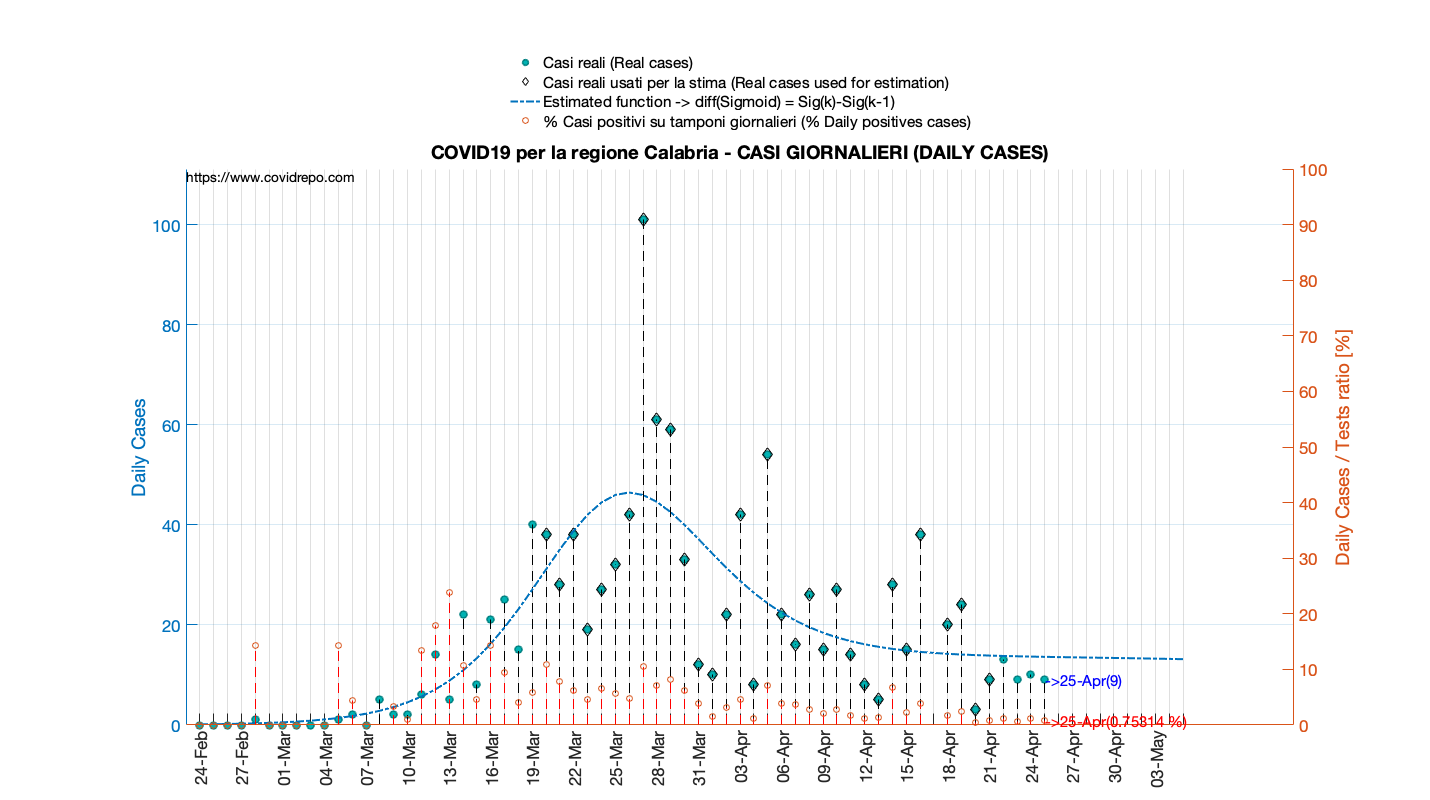 Casi reali (Real cases)
Casi reali usati per la stima (Real cases used for estimation)
Estimated function -> diff(Sigmoid) = Sig(k)-Sig(k-1)
% Casi positivi su tamponi giornalieri (% Daily positives cases)
COVID19 per la regione Calabria - CASI GIORNALIERI (DAILY CASES)
https://www.covidrepo.com
Daily Cases
100
80
60
40
20
0
100
90
80
70
60
50
40
30
20
10
0
Daily Cases / Tests ratio [%]
->25-Apr(9)
->25-Apr(0.75814 %)
24-Feb
27-Feb
01-Mar
04-Mar
07-Mar
10-Mar
13-Mar
16-Mar
19-Mar
22-Mar
25-Mar
28-Mar
31-Mar
03-Apr
06-Apr
09-Apr
12-Apr
15-Apr
18-Apr
21-Apr
24-Apr
27-Apr
30-Apr
03-May